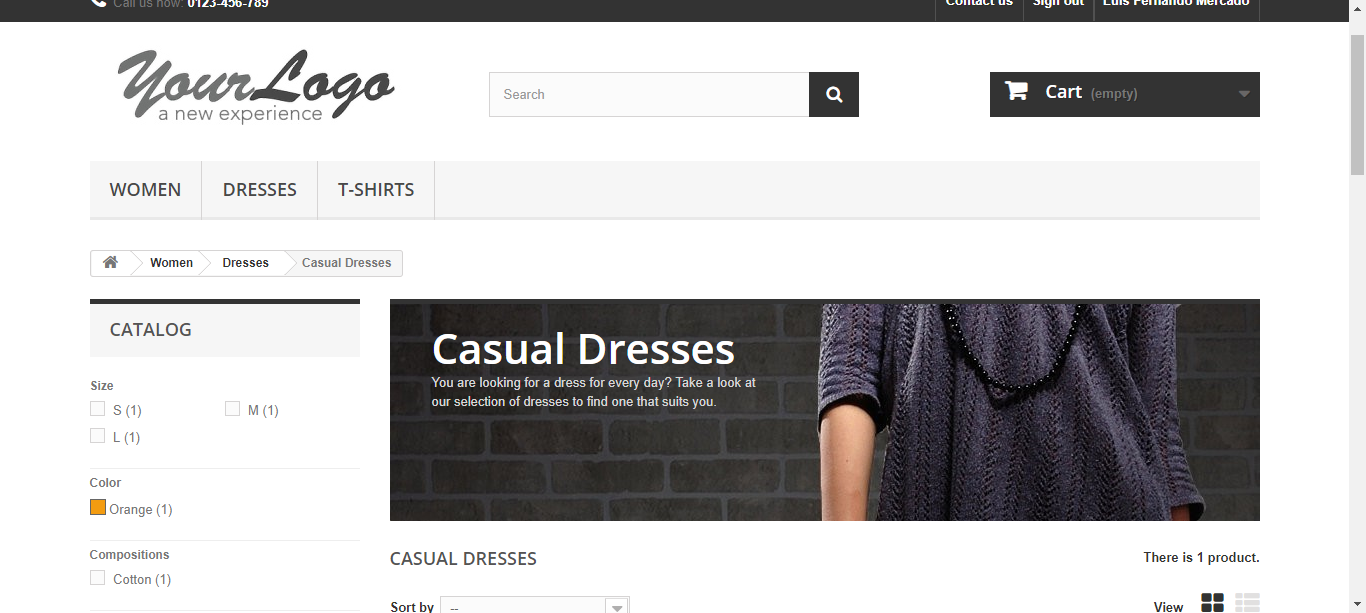 Call us now: 0123-456-789
Contact us
Sign out
Luis Fernando Mercado
YourLogo
a new experience
Search
Cart (empty)
WOMEN
DRESSES
T-SHIRTS
Women
Dresses
Casual Dresses
CATALOG
Size
S (1)
M (1)
L (1)
Color
Orange (1)
Compositions
Cotton (1)
Casual Dresses
You are looking for a dress for every day? Take a look at
our selection of dresses to find one that suits you.
CASUAL DRESSES
There is 1 product.
Sort by
--
View